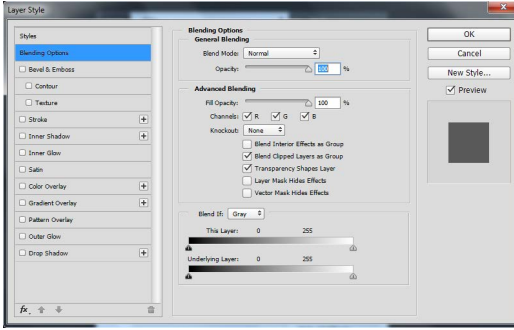 Layer Style
Styles
Blending Options
Bevel & Emboss
Contour
Texture
Stroke
Inner Shadow
Inner Glow
Satin
Color Overlay
Gradient Overlay
Pattern Overlay
Outer Glow
Drop Shadow
fx
Blending Options
General Blending
Blend Mode: Normal
Opacity: 100 %
Advanced Blending
Fill Opacity: 100 %
Channels: R G B
Knockout: None
Blend Interior Effects as Group
Blend Clipped Layers as Group
Transparency Shapes Layer
Layer Mask Hides Effects
Vector Mask Hides Effects
Blend If: Gray
This Layer: 0 255
Underlying Layer: 0 255
OK
Cancel
New Style...
Preview